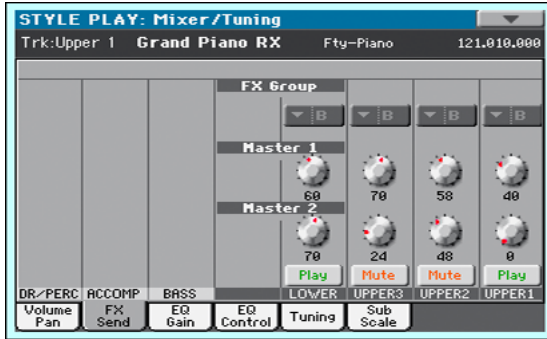 STYLE PLAY: Mixer/Tuning
Trk:Upper 1 Grand Piano RX Fty-Piano 121.010.000
FX Group
B B B B
Master 1
60 70 58 40
Master 2
70 24 48 0
Play Mute Mute Play
DR/PERC ACCOMP BASS LOWER UPPER3 UPPER2 UPPER1
Volume Pan FX Send EQ Gain EQ Control Tuning Sub Scale